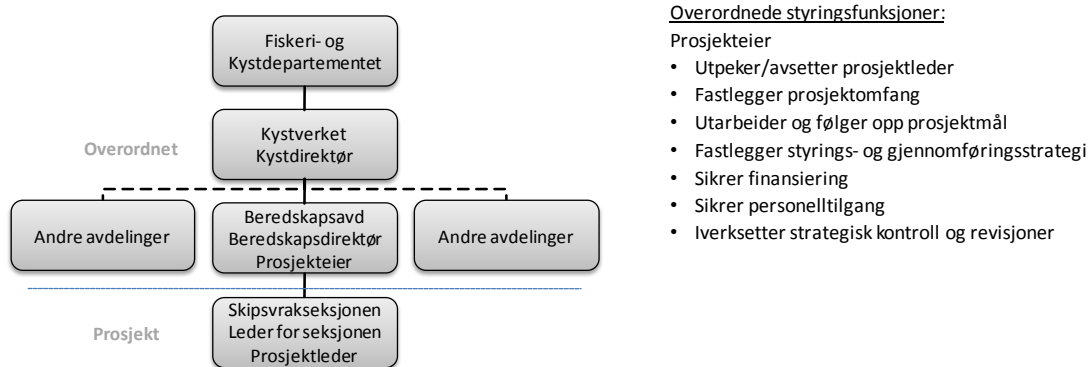 Fiskeri- og
Kystdepartementet
Kystverket
Kystdirektør
Overordnet
Andre avdelinger
Beredskapsavd
Beredskapsdirektør
Prosjekteier
Andre avdelinger
Prosjekt
Skipsvrakseksjonen
Leder for seksjonen
Prosjektleder
Overordnede styringsfunksjoner:
Prosjekteier
• Utpeker/avsetter prosjektleder
• Fastlegger prosjektomfang
• Utarbeider og følger opp prosjektmål
• Fastlegger styrings- og gjennomføringsstrategi
• Sikrer finansiering
• Sikrer personelltilgang
• Iverksetter strategisk kontroll og revisjoner